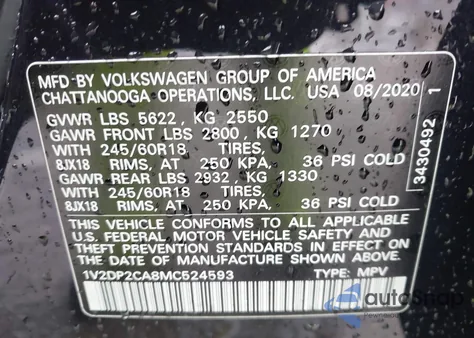 MFD·BY VOLKSWAGEN GROUP OF AMERICA
CHATTANOOGA OPERATIONS, LLC. USA 08/2020
GVWR LBS 5622, KG 2550
GAWR FRONT LBS 2800, KG 1270
WITH 245/60R18 TIRES,
8JX18 RIMS, AT 250 KPA, 36 PSI COLD
GAWR REAR LBS 2932, KG 1330
WITH 245/60R18 TIRES,
8JX18 RIMS, AT 250 KPA, 36 PSI COLD
THIS VEHICLE CONFORMS TO ALL APPLICABLE
U.S. FEDERAL MOTOR VEHICLE SAFETY AND
THEFT PREVENTION STANDARDS IN EFFECT ON
THE DATE OF MANUFACTURE SHOWN ABOVE.
1V2DP2CA8MC524593 TYPE: MPV
3430492 1
autoSnap